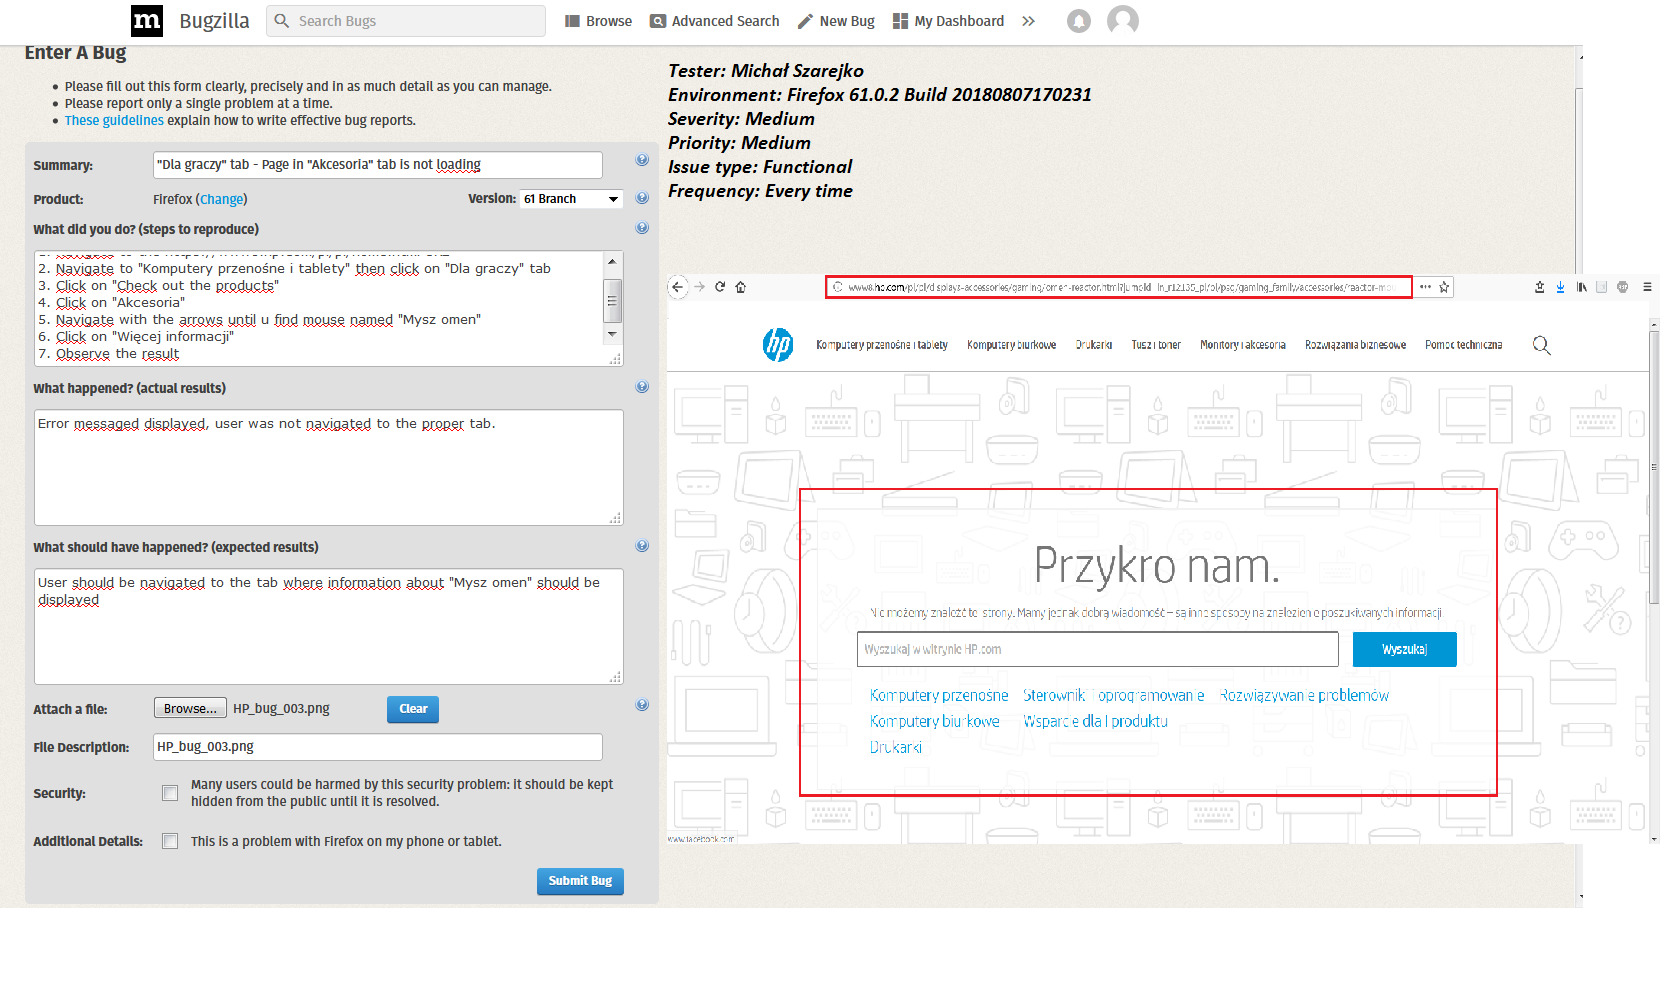 m Bugzilla Search Bugs Browse Advanced Search New Bug My Dashboard
Enter A Bug
Please fill out this form clearly, precisely and in as much detail as you can manage.
Please report only a single problem at a time.
These guidelines explain how to write effective bug reports.
Summary: "Dla graczy" tab - Page in "Akcesoria" tab is not loading
Product: Firefox (Change) Version: 61 Branch
What did you do? (steps to reproduce)
2. Navigate to "Komputery przenośne i tablety" then click on "Dla graczy" tab
3. Click on "Check out the products"
4. Click on "Akcesoria"
5. Navigate with the arrows until u find mouse named "Mysz omen"
6. Click on "Więcej informacji"
7. Observe the result
What happened? (actual results)
Error messaged displayed, user was not navigated to the proper tab.
What should have happened? (expected results)
User should be navigated to the tab where information about "Mysz omen" should be
displayed
Attach a file: Browse... HP_bug_003.png Clear
File Description: HP_bug_003.png
Security: Many users could be harmed by this security problem: it should be kept
hidden from the public until it is resolved.
Additional Details: This is a problem with Firefox on my phone or tablet.
Submit Bug
Tester: Michał Szarejko
Environment: Firefox 61.0.2 Build 20180807170231
Severity: Medium
Priority: Medium
Issue type: Functional
Frequency: Every time
hp Komputery przenośne i tablety Komputery biurkowe Drukarki Tusz i toner Monitory i akcesoria Rozwiązania biznesowe Pomoc techniczna
Przykro nam.
Nie możemy znaleźć tej strony. Mamy jednak dobrą wiadomość – są inne sposoby na znalezienie poszukiwanych informacji.
Wyszukaj w witrynie HP.com Wyszukaj
Komputery przenośne Sterowniki i oprogramowanie Rozwiązywanie problemów
Komputery biurkowe Wsparcie dla produktu
Drukarki
www.facebook.com